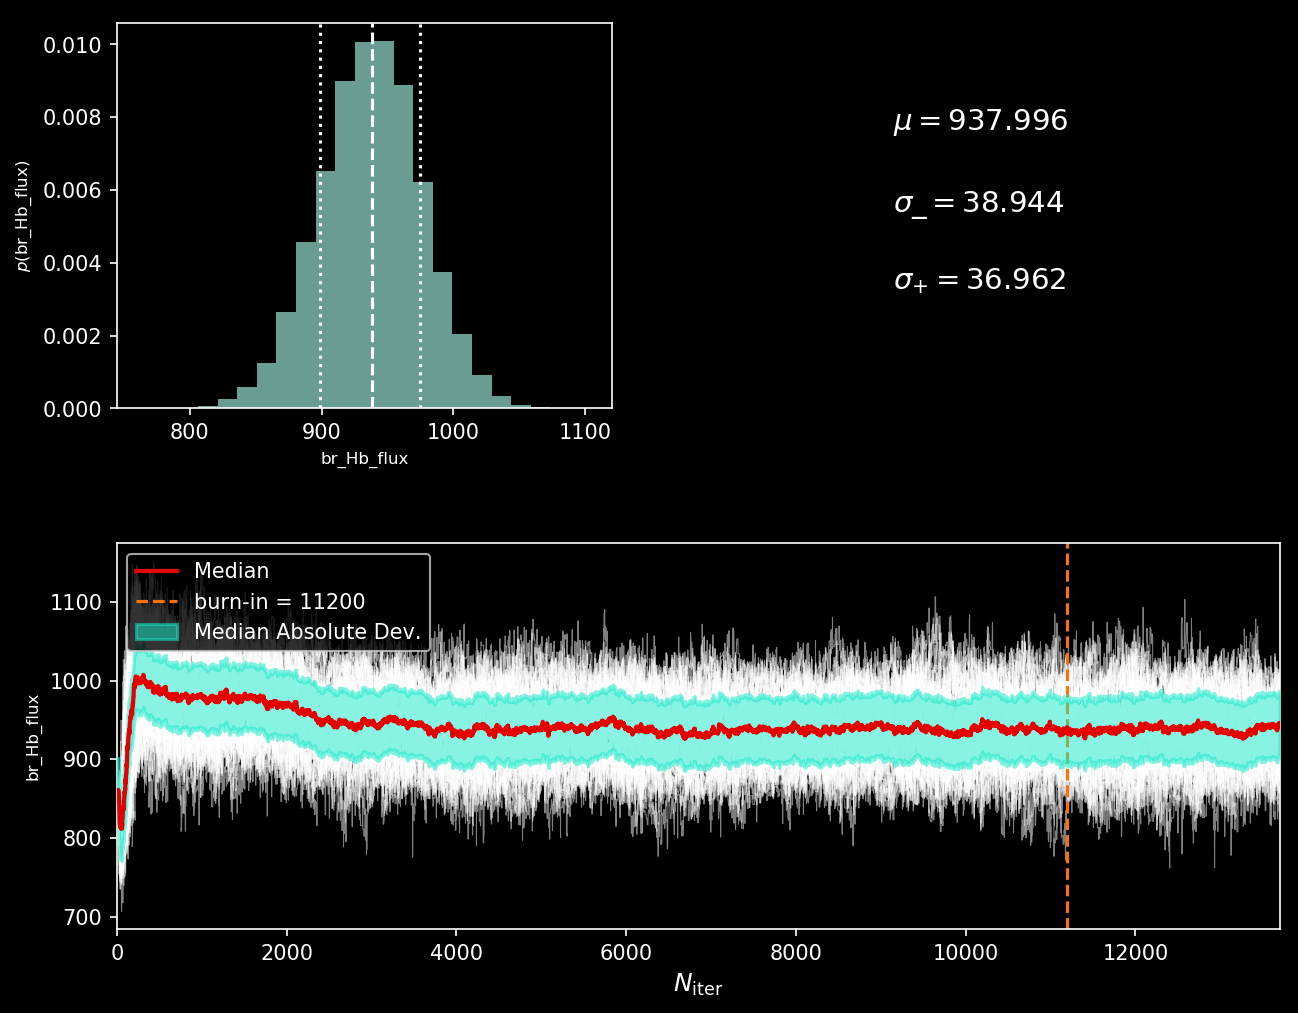 0.010
0.008
0.006
0.004
0.002
0.000
p(br_Hb_flux)
800 900 1000 1100
br_Hb_flux
μ = 937.996
σ_ = 38.944
σ+ = 36.962
Median
burn-in = 11200
Median Absolute Dev.
1100
1000
900
800
700
br_Hb_flux
0 2000 4000 6000 8000 10000 12000
Niter